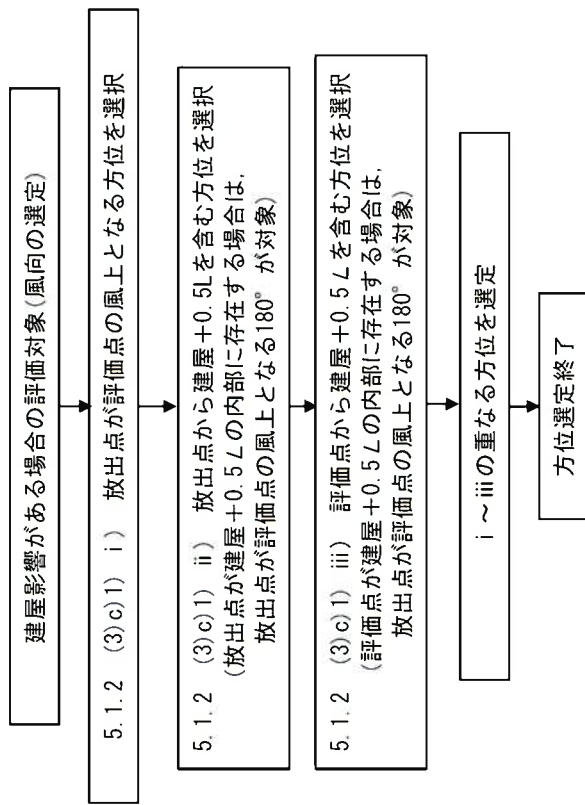 建屋影響がある場合の評価対象(風向の選定)
5.1.2 (3)c)1) ⅰ) 放出点が評価点の風上となる方位を選択
5.1.2 (3)c)1) ⅱ) 放出点から建屋+0.5Lを含む方位を選択
(放出点が建屋+0.5Lの内部に存在する場合は,
放出点が評価点の風上となる180°が対象)
5.1.2 (3)c)1) ⅲ) 評価点から建屋+0.5Lを含む方位を選択
(評価点が建屋+0.5Lの内部に存在する場合は,
放出点が評価点の風上となる180°が対象)
ⅰ~ⅲの重なる方位を選定
方位選定終了